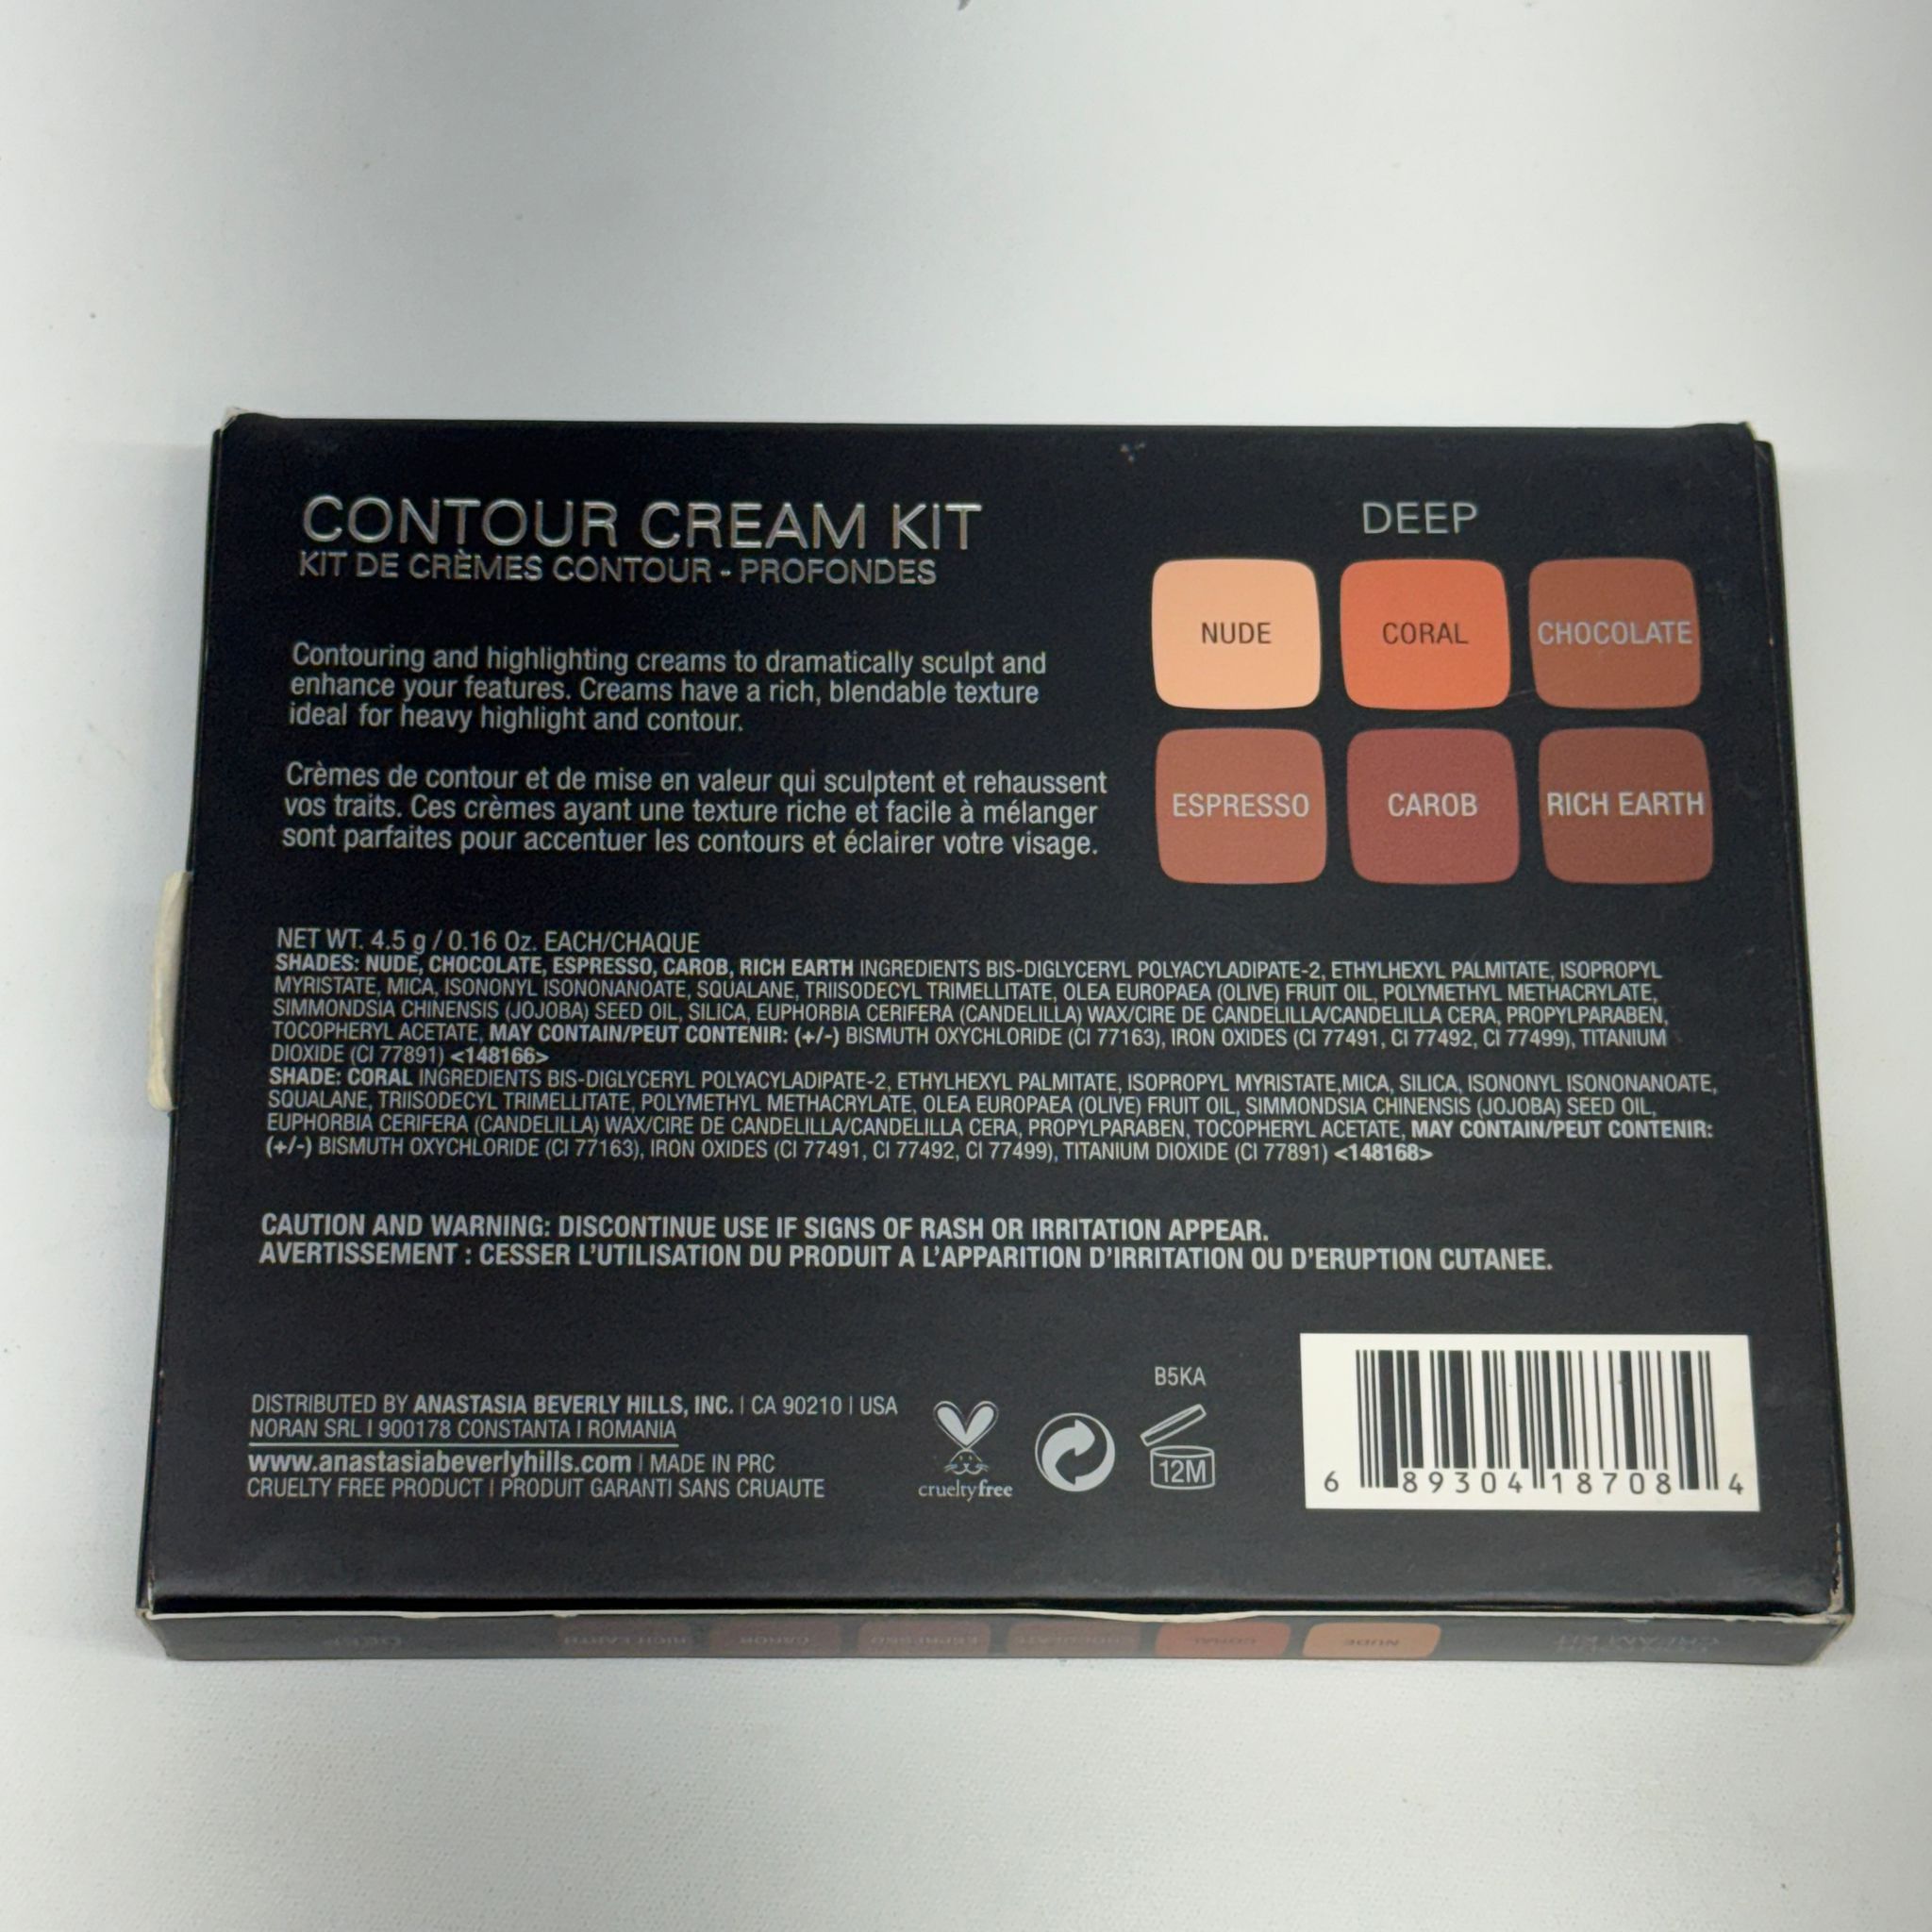 CONTOUR CREAM KIT
KIT DE CRÈMES CONTOUR - PROFONDES
Contouring and highlighting creams to dramatically sculpt and
enhance your features. Creams have a rich, blendable texture
ideal for heavy highlight and contour.
Crèmes de contour et de mise en valeur qui sculptent et rehaussent
vos traits. Ces crèmes ayant une texture riche et facile à mélanger
sont parfaites pour accentuer les contours et éclairer votre visage.
DEEP
NUDE
CORAL
CHOCOLATE
ESPRESSO
CAROB
RICH EARTH
NET WT. 4.5 g / 0.16 Oz. EACH/CHAQUE
SHADES: NUDE, CHOCOLATE, ESPRESSO, CAROB, RICH EARTH INGREDIENTS BIS-DIGLYCERYL POLYACYLADIPATE-2, ETHYLHEXYL PALMITATE, ISOPROPYL
MYRISTATE, MICA, ISONONYL ISONONANOATE, SQUALANE, TRIISODECYL TRIMELLITATE, OLEA EUROPAEA (OLIVE) FRUIT OIL, POLYMETHYL METHACRYLATE,
SIMMONDSIA CHINENSIS (JOJOBA) SEED OIL, SILICA, EUPHORBIA CERIFERA (CANDELILLA) WAX/CIRE DE CANDELILLA/CANDELILLA CERA, PROPYLPARABEN,
TOCOPHERYL ACETATE, MAY CONTAIN/PEUT CONTENIR: (+/-) BISMUTH OXYCHLORIDE (CI 77163), IRON OXIDES (CI 77491, CI 77492, CI 77499), TITANIUM
DIOXIDE (CI 77891) <148166>
SHADE: CORAL INGREDIENTS BIS-DIGLYCERYL POLYACYLADIPATE-2, ETHYLHEXYL PALMITATE, ISOPROPYL MYRISTATE,MICA, SILICA, ISONONYL ISONONANOATE,
SQUALANE, TRIISODECYL TRIMELLITATE, POLYMETHYL METHACRYLATE, OLEA EUROPAEA (OLIVE) FRUIT OIL, SIMMONDSIA CHINENSIS (JOJOBA) SEED OIL,
EUPHORBIA CERIFERA (CANDELILLA) WAX/CIRE DE CANDELILLA/CANDELILLA CERA, PROPYLPARABEN, TOCOPHERYL ACETATE, MAY CONTAIN/PEUT CONTENIR:
(+/-) BISMUTH OXYCHLORIDE (CI 77163), IRON OXIDES (CI 77491, CI 77492, CI 77499), TITANIUM DIOXIDE (CI 77891) <148168>
CAUTION AND WARNING: DISCONTINUE USE IF SIGNS OF RASH OR IRRITATION APPEAR.
AVERTISSEMENT : CESSER L'UTILISATION DU PRODUIT A L'APPARITION D'IRRITATION OU D'ERUPTION CUTANEE.
DISTRIBUTED BY ANASTASIA BEVERLY HILLS, INC. | CA 90210 | USA
NORAN SRL | 900178 CONSTANTA | ROMANIA
www.anastasiabeverlyhills.com | MADE IN PRC
CRUELTY FREE PRODUCT | PRODUIT GARANTI SANS CRUAUTE
crueltyfree
B5KA
12M
6 89304 18708 4
NUDE
CORAL
CHOCOLATE
ESPRESSO
CAROB
RICH EARTH
DEEP
CREAM KIT